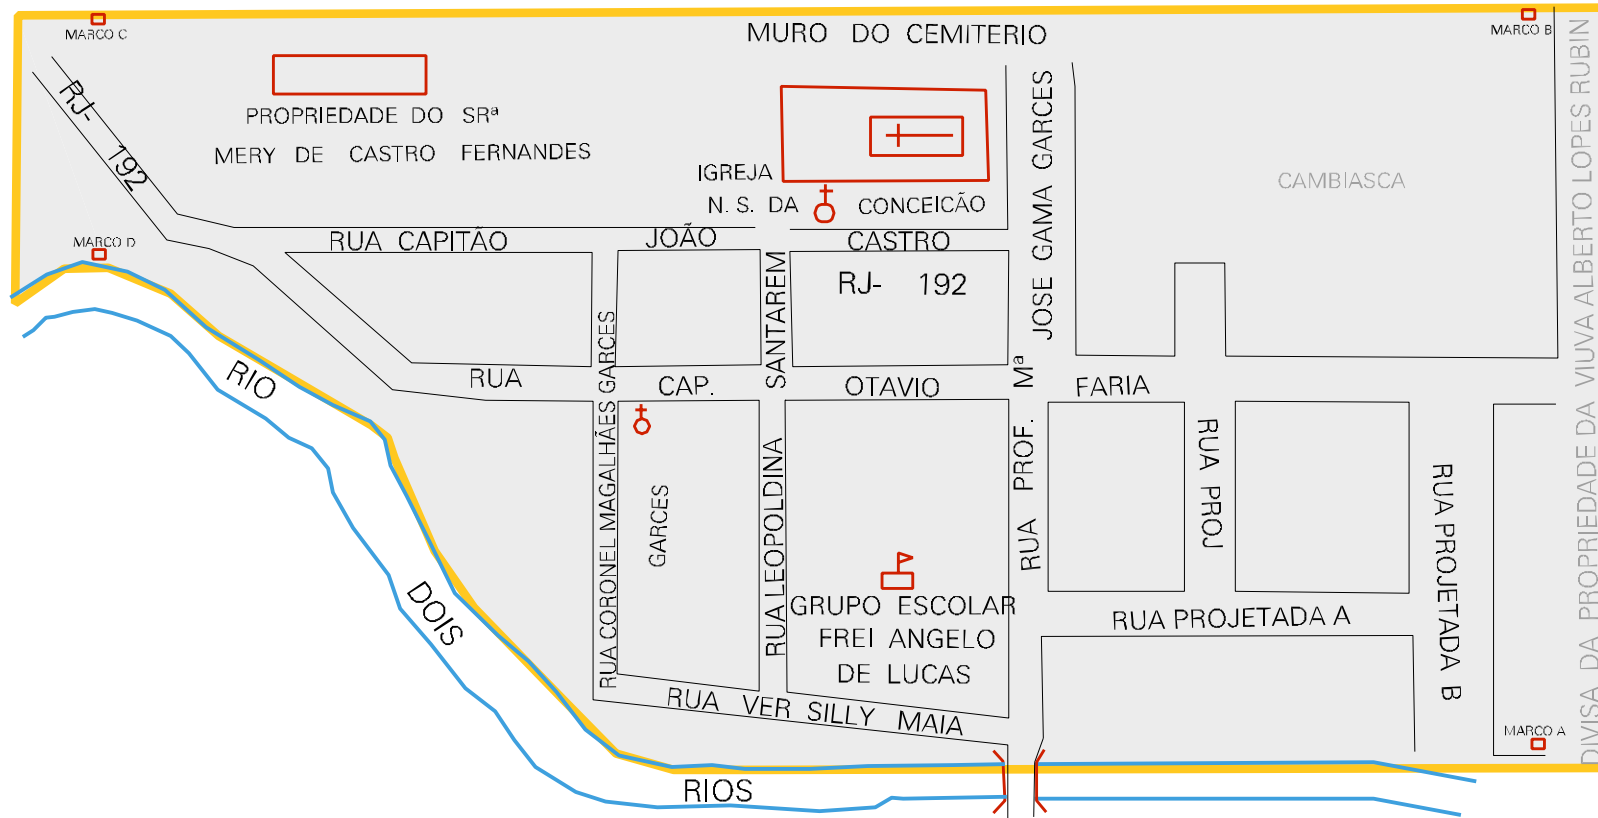 MARCO C
MURO DO CEMITERIO
MARCO B
RJ- 192
PROPRIEDADE DO SRª
MERY DE CASTRO FERNANDES
IGREJA
N. S. DA CONCEICÃO
JOSE GAMA GARCES
CAMBIASCA
DIVISA DA PROPRIEDADE DA VIUVA ALBERTO LOPES RUBIN
MARCO D
RUA CAPITÃO JOÃO CASTRO
RJ- 192
SANTAREM
RUA CAP. OTAVIO FARIA
RUA PROF. Mª
RIO DOIS RIOS
RUA CORONEL MAGALHÃES GARCES
GARCES
RUA LEOPOLDINA
RUA PROJ
RUA PROJETADA B
GRUPO ESCOLAR
FREI ANGELO
DE LUCAS
RUA PROJETADA A
RUA VER SILLY MAIA
MARCO A